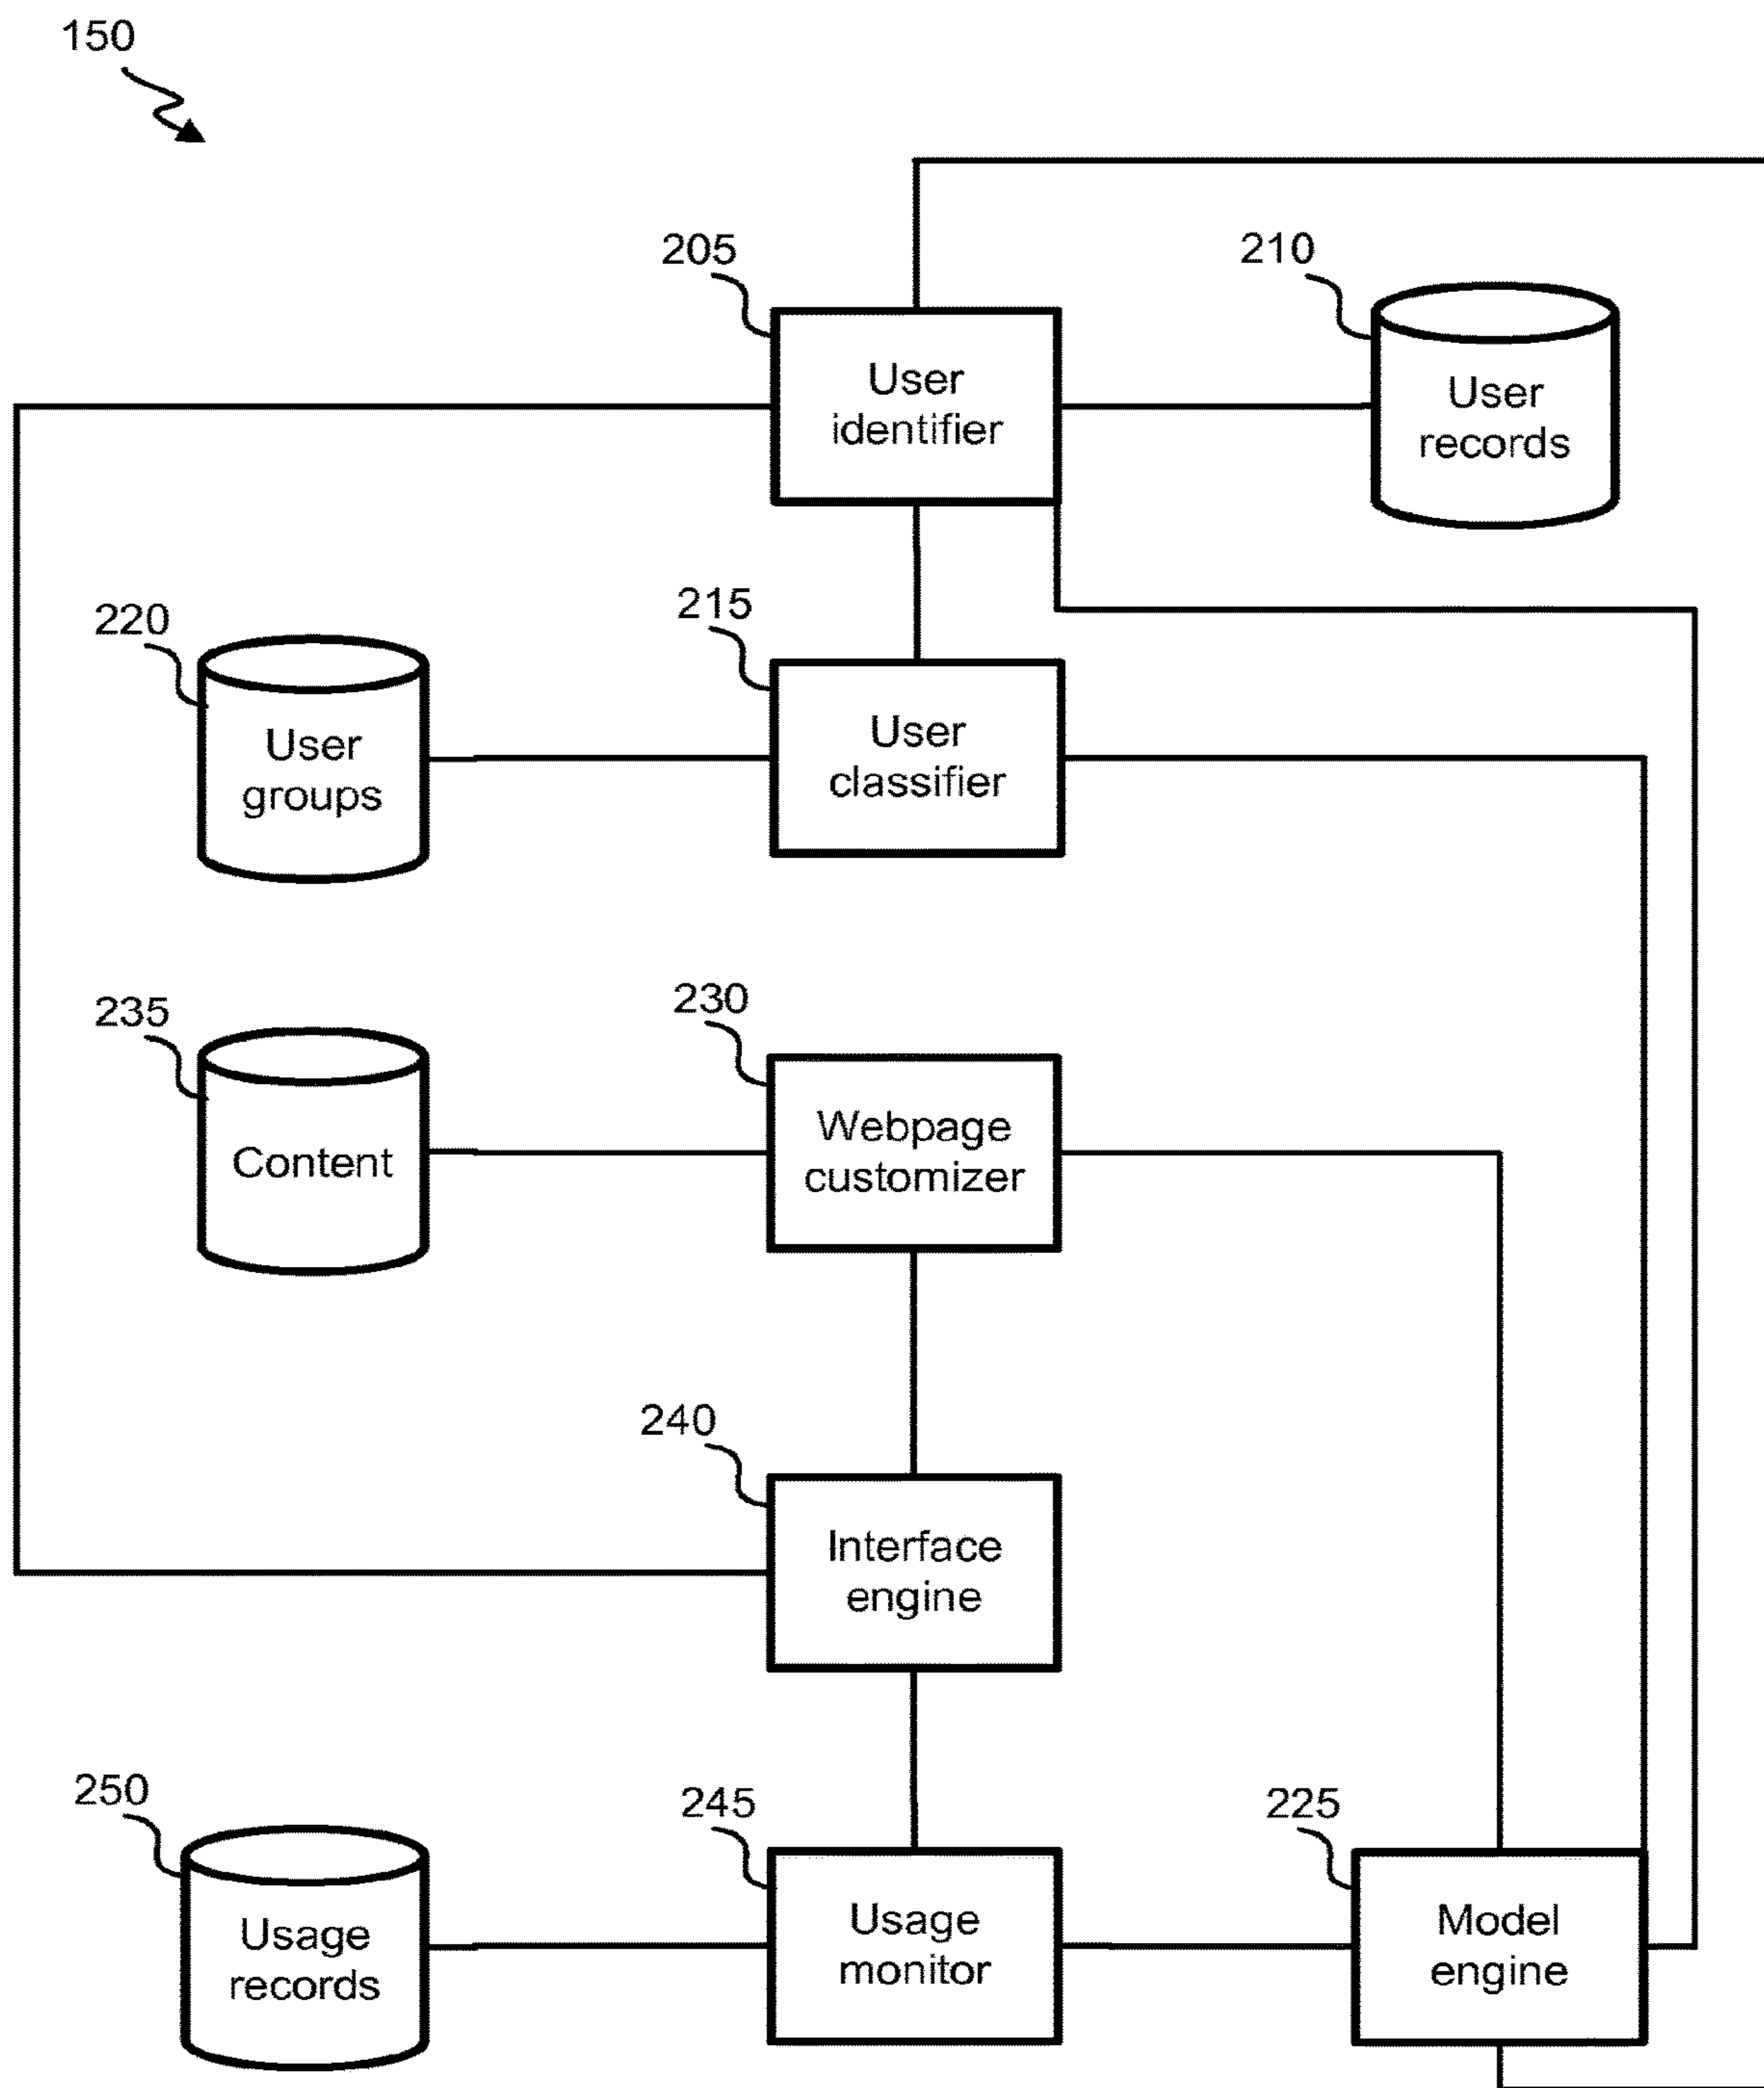 150
205
210
User
identifier
User
records
220
215
User
groups
User
classifier
235
230
Content
Webpage
customizer
240
Interface
engine
250
245
225
Usage
records
Usage
monitor
Model
engine